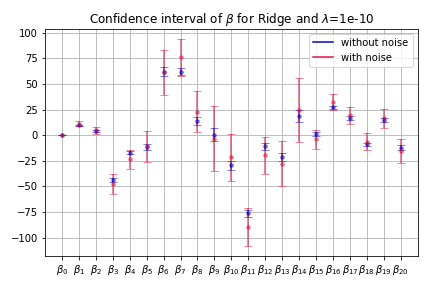 Confidence interval of β for Ridge and λ=1e-10
without noise
with noise
100
75
50
25
0
−25
−50
−75
−100
β₀ β₁ β₂ β₃ β₄ β₅ β₆ β₇ β₈ β₉ β₁₀ β₁₁ β₁₂ β₁₃ β₁₄ β₁₅ β₁₆ β₁₇ β₁₈ β₁₉ β₂₀